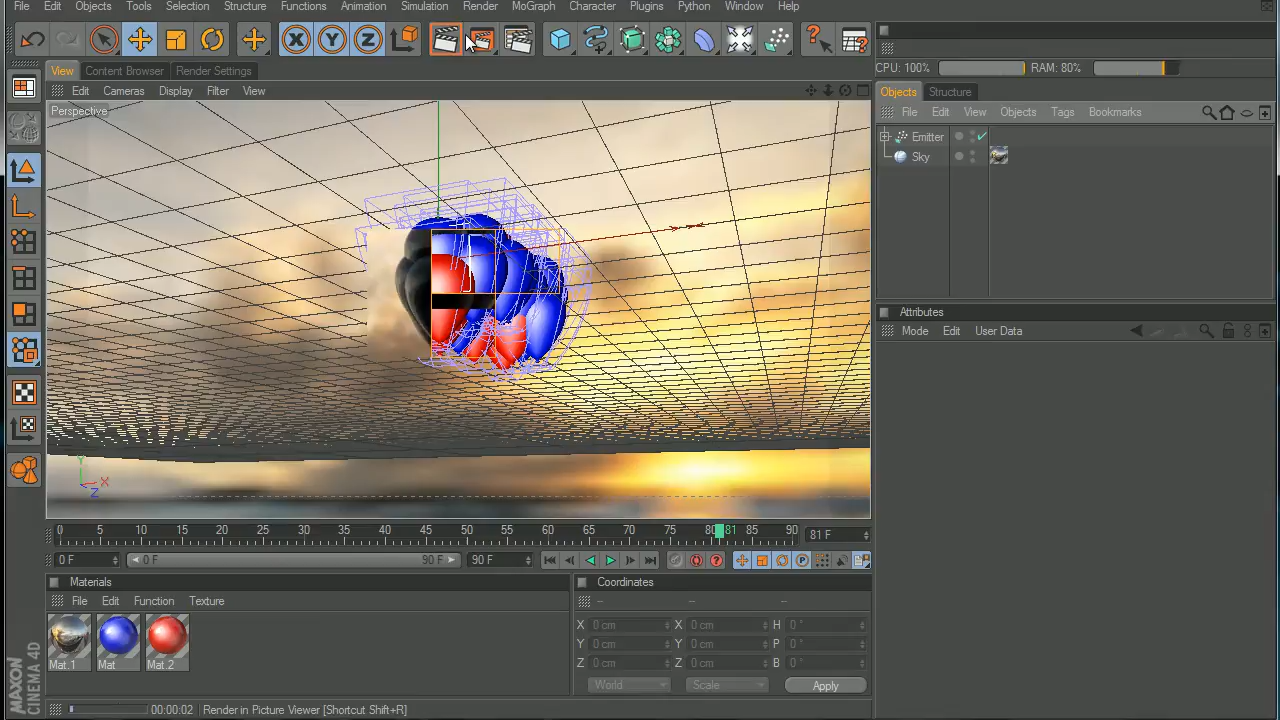 File Edit Objects Tools Selection Structure Functions Animation Simulation Render MoGraph Character Plugins Python Window Help
CPU: 100% RAM: 80%
View Content Browser Render Settings
Edit Cameras Display Filter View
Perspective
Objects Structure
File Edit View Objects Tags Bookmarks
Emitter
Sky
Attributes
Mode Edit User Data
Y
X
Z
0 5 10 15 20 25 30 35 40 45 50 55 60 65 70 75 80 81 85 90 81 F
0 F 0 F 90 F 90 F
Materials
File Edit Function Texture
Mat.1 Mat Mat.2
Coordinates
-- -- --
X 0 cm X 0 cm H 0 °
Y 0 cm Y 0 cm P 0 °
Z 0 cm Z 0 cm B 0 °
World Scale Apply
MAXON
CINEMA 4D
00:00:02 Render in Picture Viewer [Shortcut Shift+R]